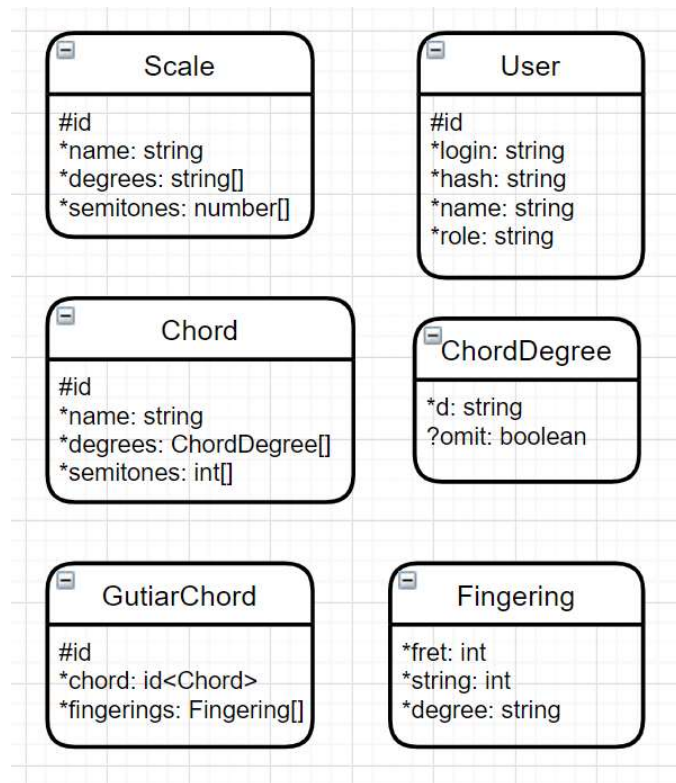 Scale
#id
*name: string
*degrees: string[]
*semitones: number[]
User
#id
*login: string
*hash: string
*name: string
*role: string
Chord
#id
*name: string
*degrees: ChordDegree[]
*semitones: int[]
ChordDegree
*d: string
?omit: boolean
GutiarChord
#id
*chord: id<Chord>
*fingerings: Fingering[]
Fingering
*fret: int
*string: int
*degree: string